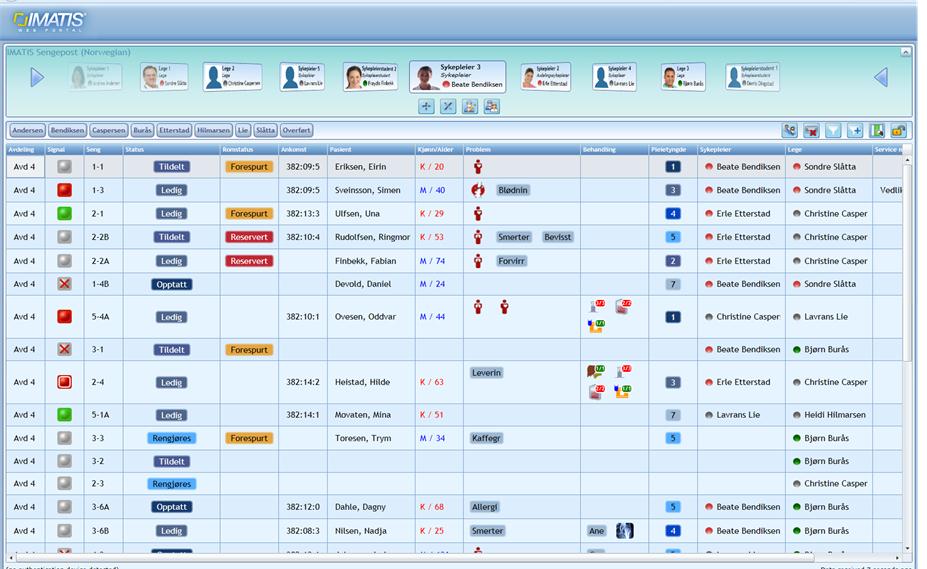 IMATIS
WEB PORTAL
IMATIS Sengepost (Norwegian)
Sykepleier 1 Lege 1 Lege 2 Sykepleier 5 Sykepleierstudent 2 Sykepleier 3 Sykepleier 2 Sykepleier 4 Lege 3 Sykepleierstudent 1
Lege Lege Sykepleier Sykepleierstudent Sykepleier Sykepleier Lege Sykepleierstudent
Sondre Slåtta Christine Caspersen Lavrans Lie Frøydis Finbekk Beate Bendiksen Erle Etterstad Lavrans Lie Bjørn Burås
Andersen Bendiksen Caspersen Burås Etterstad Hilmarsen Lie Slåtta Overført
Avdeling Signal Seng Status Romstatus Ankomst Pasient Kjønn/Alder Problem Behandling Pleietyngde Sykepleier Lege Service n
Avd 4 1-1 Tildelt Forespurt 382:09:5 Eriksen, Eirin K / 20 1 Beate Bendiksen Sondre Slåtta
Avd 4 1-3 Ledig 382:09:5 Sveinsson, Simen M / 40 Blødnin 3 Beate Bendiksen Sondre Slåtta Vedlik
Avd 4 2-1 Ledig Forespurt 382:13:3 Ulfsen, Una K / 29 4 Erle Etterstad Christine Casper
Avd 4 2-2B Tildelt Reservert 382:10:4 Rudolfsen, Ringmor K / 53 Smerter Bevisst 5 Erle Etterstad Christine Casper
Avd 4 2-2A Ledig Reservert Finbekk, Fabian M / 74 Forvirr 2 Erle Etterstad Christine Casper
Avd 4 1-4B Opptatt Devold, Daniel M / 24 7 Beate Bendiksen Sondre Slåtta
Avd 4 5-4A Ledig 382:10:1 Ovesen, Oddvar M / 44 1 Christine Casper Lavrans Lie
Avd 4 3-1 Tildelt Forespurt Beate Bendiksen Bjørn Burås
Avd 4 2-4 Ledig 382:14:2 Heistad, Hilde K / 63 Leverin 3 Erle Etterstad Christine Casper
Avd 4 5-1A Ledig 382:14:1 Movaten, Mina K / 51 7 Lavrans Lie Heidi Hilmarsen
Avd 4 3-3 Rengjøres Forespurt Toresen, Trym M / 34 Kaffegr 5 Bjørn Burås
Avd 4 3-2 Tildelt Bjørn Burås
Avd 4 2-3 Rengjøres Christine Casper
Avd 4 3-6A Opptatt 382:12:0 Dahle, Dagny K / 68 Allergi 5 Beate Bendiksen Bjørn Burås
Avd 4 3-6B Ledig 382:08:3 Nilsen, Nadja K / 25 Smerter Ane 4 Beate Bendiksen Bjørn Burås